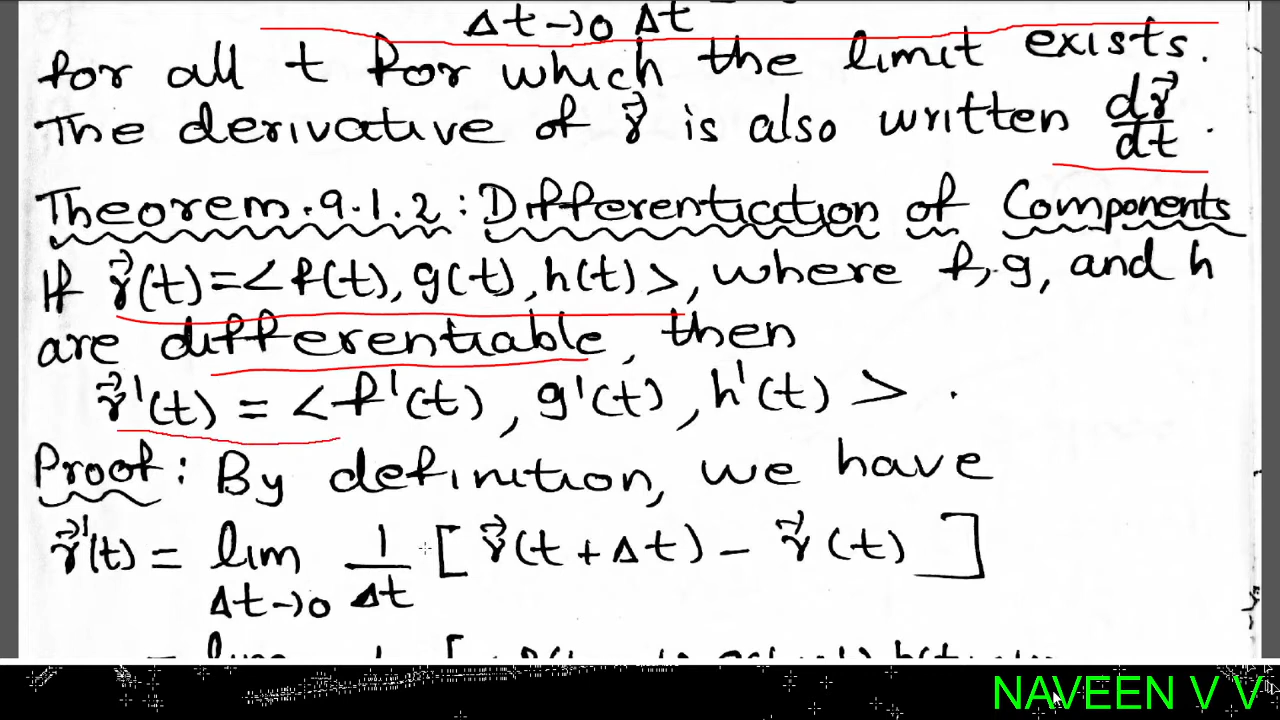 Δt→0 Δt
for all t for which the limit exists.
The derivative of r⃗ is also written dr⃗/dt.
Theorem.9.1.2: Differentiation of Components
If r⃗(t)=<f(t), g(t), h(t)>, where f, g, and h
are differentiable, then
r⃗'(t) = <f'(t), g'(t), h'(t)>.
Proof: By definition, we have
r⃗'(t) = lim Δt→0 1/Δt [r⃗(t+Δt) - r⃗(t)]
NAVEEN V V